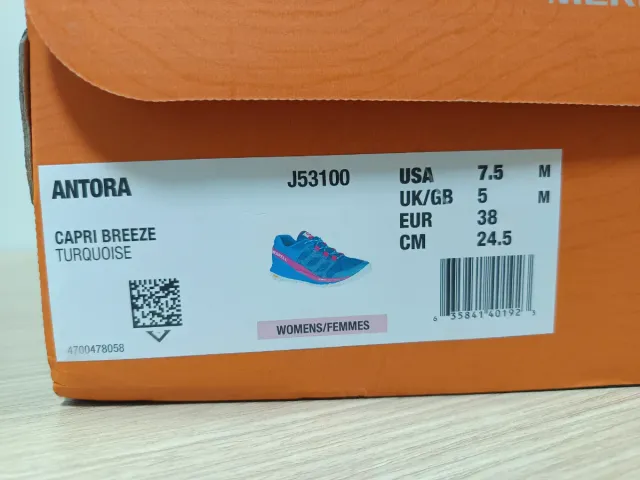 ANTORA
J53100
USA 7.5 M
UK/GB 5 M
EUR 38
CM 24.5
CAPRI BREEZE
TURQUOISE
WOMENS/FEMMES
4700478058
6 35841 40192 3